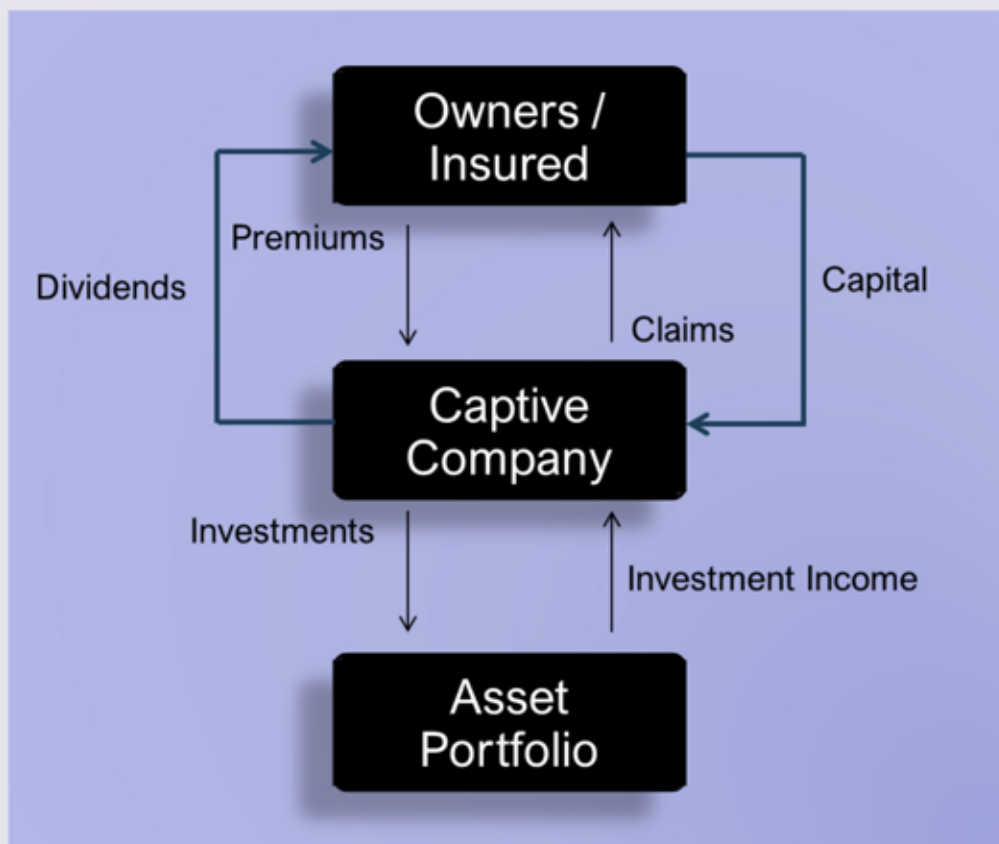 Owners /
Insured
Premiums
Dividends
Capital
Claims
Captive
Company
Investments
Investment Income
Asset
Portfolio